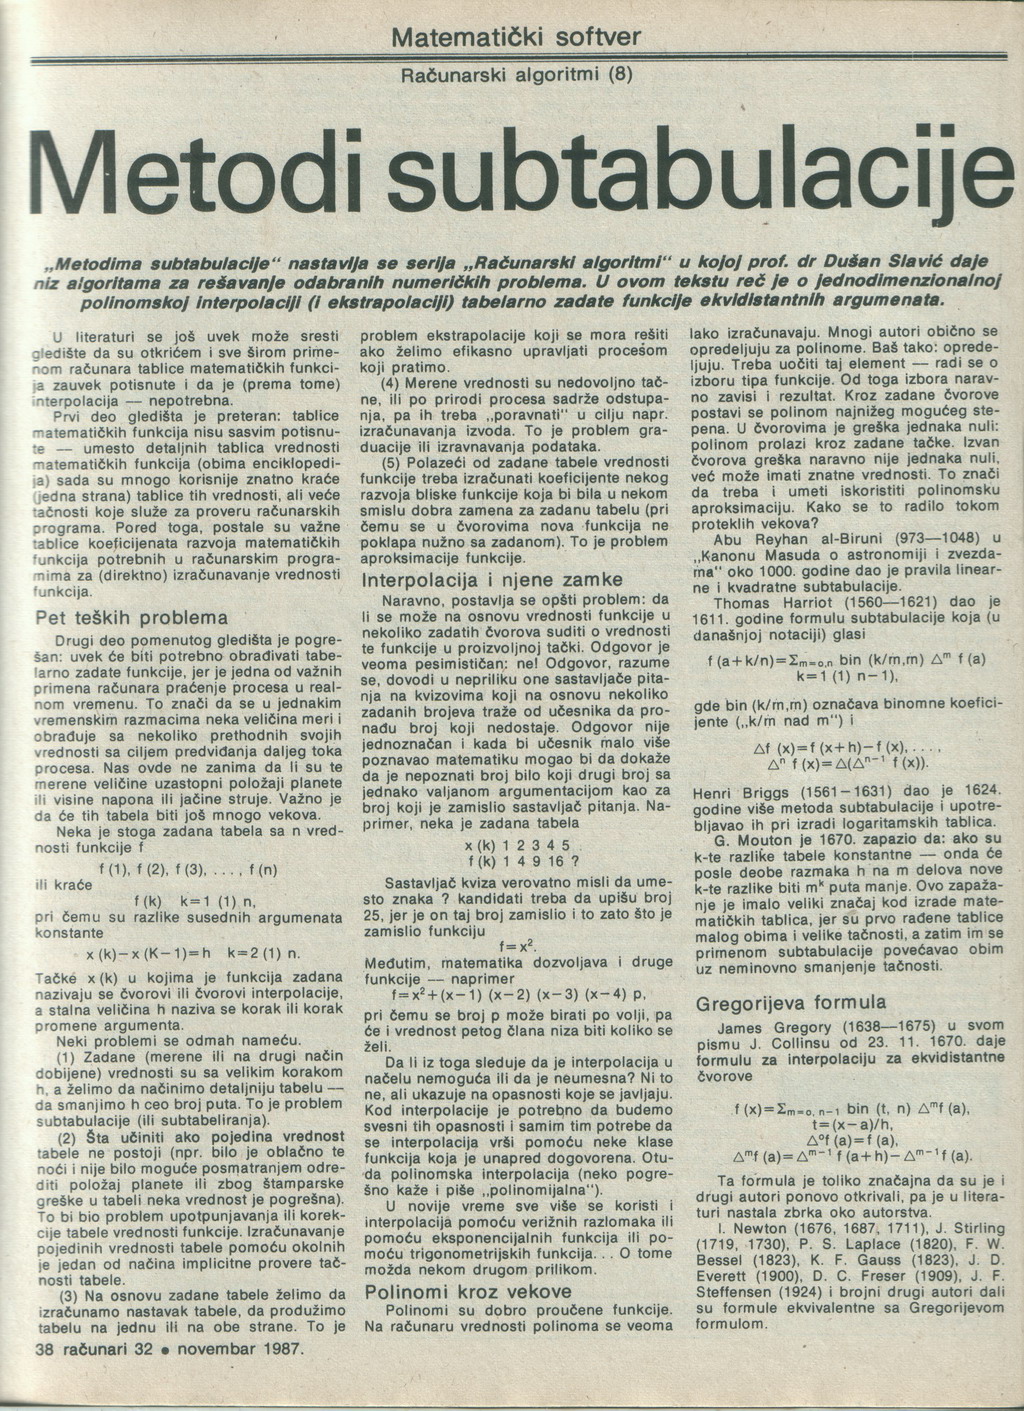 Matematički softver
Računarski algoritmi (8)
Metodi subtabulacije
„Metodima subtabulacije“ nastavlja se serija „Računarski algoritmi“ u kojoj prof. dr Dušan Slavić daje
niz algoritama za rešavanje odabranih numeričkih problema. U ovom tekstu reč je o jednodimenzionalnoj
polinomskoj interpolaciji (i ekstrapolaciji) tabelarno zadate funkcije ekvidistantnih argumenata.
U literaturi se još uvek može sresti
gledište da su otkrićem i sve širom prime-
nom računara tablice matematičkih funkci-
ja zauvek potisnute i da je (prema tome)
interpolacija — nepotrebna.
Prvi deo gledišta je preteran: tablice
matematičkih funkcija nisu sasvim potisnu-
te — umesto detaljnih tablica vrednosti
matematičkih funkcija (obima enciklopedi-
ja) sada su mnogo korisnije znatno kraće
(jedna strana) tablice tih vrednosti, ali veće
tačnosti koje služe za proveru računarskih
programa. Pored toga, postale su važne
tablice koeficijenata razvoja matematičkih
funkcija potrebnih u računarskim progra-
mima za (direktno) izračunavanje vrednosti
funkcija.
Pet teških problema
Drugi deo pomenutog gledišta je pogre-
šan: uvek će biti potrebno obrađivati tabe-
larno zadate funkcije, jer je jedna od važnih
primena računara praćenje procesa u real-
nom vremenu. To znači da se u jednakim
vremenskim razmacima neka veličina meri i
obrađuje sa nekoliko prethodnih svojih
vrednosti sa ciljem predviđanja daljeg toka
procesa. Nas ovde ne zanima da li su te
merene veličine uzastopni položaji planete
ili visine napona ili jačine struje. Važno je
da će tih tabela biti još mnogo vekova.
Neka je stoga zadana tabela sa n vred-
nosti funkcije f
f (1), f (2), f (3), . . . , f (n)
ili kraće
f (k) k=1 (1) n,
pri čemu su razlike susednih argumenata
konstante
x (k)—x (K—1)=h k=2 (1) n.
Tačke x (k) u kojima je funkcija zadana
nazivaju se čvorovi ili čvorovi interpolacije,
a stalna veličina h naziva se korak ili korak
promene argumenta.
Neki problemi se odmah nameću.
(1) Zadane (merene ili na drugi način
dobijene) vrednosti su sa velikim korakom
h, a želimo da načinimo detaljniju tabelu —
da smanjimo h ceo broj puta. To je problem
subtabulacije (ili subtabeliranja).
(2) Šta učiniti ako pojedina vrednost
tabele ne postoji (npr. bilo je oblačno te
noći i nije bilo moguće posmatranjem odre-
diti položaj planete ili zbog štamparske
greške u tabeli neka vrednost je pogrešna).
To bi bio problem upotpunjavanja ili korek-
cije tabele vrednosti funkcije. Izračunavanje
pojedinih vrednosti tabele pomoću okolnih
je jedan od načina implicitne provere tač-
nosti tabele.
(3) Na osnovu zadane tabele želimo da
izračunamo nastavak tabele, da produžimo
tabelu na jednu ili na obe strane. To je
problem ekstrapolacije koji se mora rešiti
ako želimo efikasno upravljati procesom
koji pratimo.
(4) Merene vrednosti su nedovoljno tač-
ne, ili po prirodi procesa sadrže odstupa-
nja, pa ih treba „poravnati“ u cilju napr.
izračunavanja izvoda. To je problem gra-
duacije ili izravnavanja podataka.
(5) Polazeći od zadane tabele vrednosti
funkcije treba izračunati koeficijente nekog
razvoja bliske funkcije koja bi bila u nekom
smislu dobra zamena za zadanu tabelu (pri
čemu se u čvorovima nova funkcija ne
poklapa nužno sa zadanom). To je problem
aproksimacije funkcije.
Interpolacija i njene zamke
Naravno, postavlja se opšti problem: da
li se može na osnovu vrednosti funkcije u
nekoliko zadatih čvorova suditi o vrednosti
te funkcije u proizvoljnoj tački. Odgovor je
veoma pesimističan: ne! Odgovor, razume
se, dovodi u nepriliku one sastavljače pita-
nja na kvizovima koji na osnovu nekoliko
zadanih brojeva traže od učesnika da pro-
nađu broj koji nedostaje. Odgovor nije
jednoznačan i kada bi učesnik malo više
poznavao matematiku mogao bi da dokaže
da je nepoznati broj bilo koji drugi broj sa
jednako valjanom argumentacijom kao za
broj koji je zamislio sastavljač pitanja. Na-
primer, neka je zadana tabela
x (k) 1 2 3 4 5
f (k) 1 4 9 16 ?
Sastavljač kviza verovatno misli da ume-
sto znaka ? kandidati treba da upišu broj
25, jer je on taj broj zamislio i to zato što je
zamislio funkciju
f=x².
Međutim, matematika dozvoljava i druge
funkcije — naprimer
f=x²+(x—1) (x—2) (x—3) (x—4) p,
pri čemu se broj p može birati po volji, pa
će i vrednost petog člana niza biti koliko se
želi.
Da li iz toga sleduje da je interpolacija u
načelu nemoguća ili da je neumesna? Ni to
ne, ali ukazuje na opasnosti koje se javljaju.
Kod interpolacije je potrebno da budemo
svesni tih opasnosti i samim tim potrebe da
se interpolacija vrši pomoću neke klase
funkcija koja je unapred dogovorena. Otu-
da polinomska interpolacija (neko pogre-
šno kaže i piše „polinomijalna“).
U novije vreme sve više se koristi i
interpolacija pomoću verižnih razlomaka ili
pomoću eksponencijalnih funkcija ili po-
moću trigonometrijskih funkcija... O tome
možda nekom drugom prilikom.
Polinomi kroz vekove
Polinomi su dobro proučene funkcije.
Na računaru vrednosti polinoma se veoma
lako izračunavaju. Mnogi autori obično se
opredeljuju za polinome. Baš tako: oprede-
ljuju. Treba uočiti taj element — radi se o
izboru tipa funkcije. Od toga izbora narav-
no zavisi i rezultat. Kroz zadane čvorove
postavi se polinom najnižeg mogućeg ste-
pena. U čvorovima je greška jednaka nuli:
polinom prolazi kroz zadane tačke. Izvan
čvorova greška naravno nije jednaka nuli,
već može imati znatne vrednosti. To znači
da treba i umeti iskoristiti polinomsku
aproksimaciju. Kako se to radilo tokom
proteklih vekova?
Abu Reyhan al-Biruni (973—1048) u
„Kanonu Masuda o astronomiji i zvezda-
ma“ oko 1000. godine dao je pravila linear-
ne i kvadratne subtabulacije.
Thomas Harriot (1560—1621) dao je
1611. godine formulu subtabulacije koja (u
današnjoj notaciji) glasi
f (a+k/n)=Σm=o,n bin (k/m,m) Δᵐ f (a)
k=1 (1) n—1),
gde bin (k/m,m) označava binomne koefici-
jente („k/m nad m“) i
Δf (x)=f (x+h)—f (x), . . . ,
Δⁿ f (x)=Δ(Δⁿ⁻¹ f (x)).
Henri Briggs (1561—1631) dao je 1624.
godine više metoda subtabulacije i upotre-
bljavao ih pri izradi logaritamskih tablica.
G. Mouton je 1670. zapazio da: ako su
k-te razlike tabele konstantne — onda će
posle deobe razmaka h na m delova nove
k-te razlike biti mᵏ puta manje. Ovo zapaža-
nje je imalo veliki značaj kod izrade mate-
matičkih tablica, jer su prvo rađene tablice
malog obima i velike tačnosti, a zatim im se
primenom subtabulacije povećavao obim
uz neminovno smanjenje tačnosti.
Gregorijeva formula
James Gregory (1638—1675) u svom
pismu J. Collinsu od 23. 11. 1670. daje
formulu za interpolaciju za ekvidistantne
čvorove
f (x)=Σm=o, n-1 bin (t, n) Δᵐf (a),
t=(x—a)/h,
Δ°f (a)=f (a),
Δᵐf (a)=Δᵐ⁻¹ f (a+h)—Δᵐ⁻¹f (a).
Ta formula je toliko značajna da su je i
drugi autori ponovo otkrivali, pa je u litera-
turi nastala zbrka oko autorstva.
I. Newton (1676, 1687, 1711), J. Stirling
(1719, 1730), P. S. Laplace (1820), F. W.
Bessel (1823), K. F. Gauss (1823), J. D.
Everett (1900), D. C. Freser (1909), J. F.
Steffensen (1924) i brojni drugi autori dali
su formule ekvivalentne sa Gregorijevom
formulom.
38 računari 32 • novembar 1987.